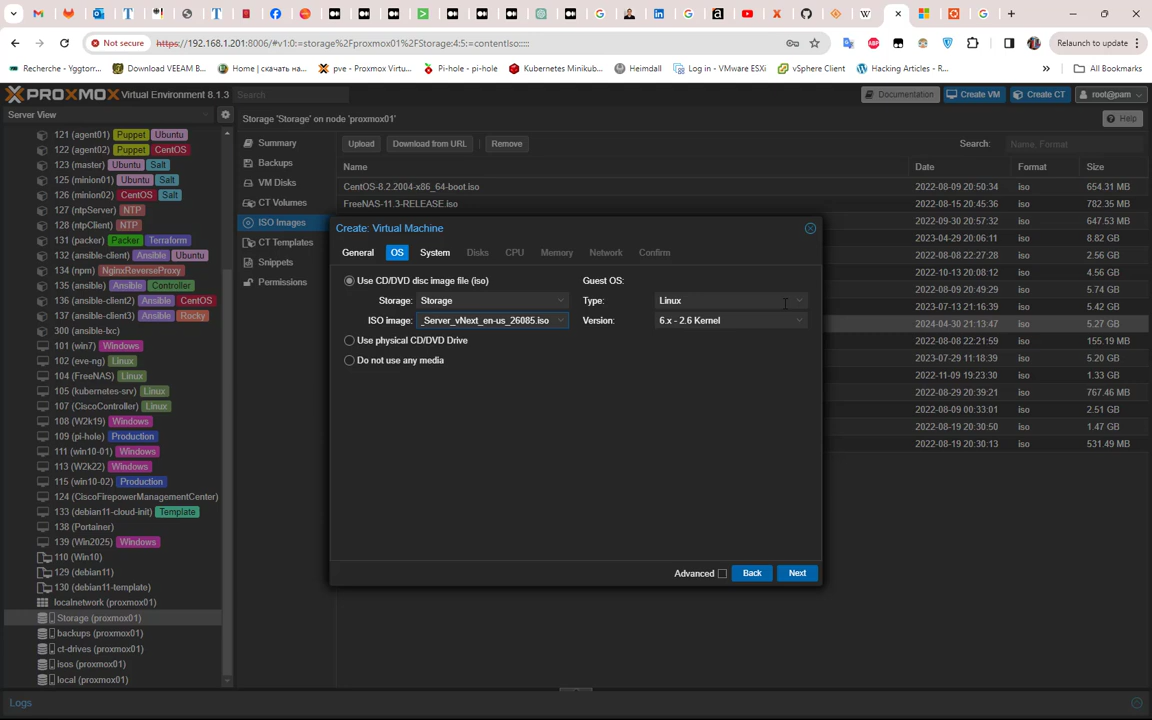 Not secure
https://192.168.1.201:8006/#v1:0:=storage%2Fproxmox01%2FStorage:4:5:=contentIso:::::
Relaunch to update
Recherche - Yggtorr...
Download VEEAM B...
Home | скачать на...
pve - Proxmox Virtu...
Pi-hole - pi-hole
Kubernetes Minikub...
Heimdall
Log in - VMware ESXi
vSphere Client
Hacking Articles - R...
»
All Bookmarks
PROXMOX Virtual Environment 8.1.3
Search
Documentation
Create VM
Create CT
root@pam
Server View
Storage 'Storage' on node 'proxmox01'
Help
121 (agent01) Puppet Ubuntu
122 (agent02) Puppet CentOS
123 (master) Ubuntu Salt
125 (minion01) Ubuntu Salt
126 (minion02) CentOS Salt
127 (ntpServer) NTP
128 (ntpClient) NTP
131 (packer) Packer Terraform
132 (ansible-client) Ansible Ubuntu
134 (npm) NginxReverseProxy
135 (ansible) Ansible Controller
136 (ansible-client2) Ansible CentOS
137 (ansible-client3) Ansible Rocky
300 (ansible-lxc)
101 (win7box) Windows
102 (eve-ng) Linux
104 (FreeNAS) Linux
105 (kubernetes-srv) Linux
107 (CiscoController) Linux
108 (W2k19) Windows
109 (pi-hole) Production
111 (win10-01) Windows
113 (W2k22) Windows
115 (win10-02) Production
124 (CiscoFirepowerManagementCenter)
133 (debian11-cloud-init) Template
138 (Portainer)
139 (Win2025) Windows
110 (Win10)
129 (debian11)
130 (debian11-template)
localnetwork (proxmox01)
Storage (proxmox01)
backups (proxmox01)
ct-drives (proxmox01)
isos (proxmox01)
local (proxmox01)
Summary
Backups
VM Disks
CT Volumes
ISO Images
CT Templates
Snippets
Permissions
Upload
Download from URL
Remove
Search:
Name, Format
Name Date Format Size
CentOS-8.2.2004-x86_64-boot.iso 2022-08-09 20:50:34 iso 654.31 MB
FreeNAS-11.3-RELEASE.iso 2022-08-15 20:45:36 iso 782.35 MB
2022-09-30 20:57:32 iso 647.53 MB
2023-04-29 20:06:11 iso 8.82 GB
2022-08-08 22:27:28 iso 2.56 GB
2022-10-13 20:08:12 iso 4.56 GB
2022-08-09 20:49:29 iso 5.74 GB
2023-07-13 21:16:39 iso 5.42 GB
2024-04-30 21:13:47 iso 5.27 GB
2022-08-08 22:21:59 iso 155.19 MB
2023-07-29 11:18:39 iso 5.20 GB
2022-11-09 19:23:30 iso 1.33 GB
2022-08-29 20:39:21 iso 767.46 MB
2022-08-09 00:33:01 iso 2.51 GB
2022-08-19 20:30:50 iso 1.47 GB
2022-08-19 20:30:13 iso 531.49 MB
Create: Virtual Machine
General OS System Disks CPU Memory Network Confirm
Use CD/DVD disc image file (iso)
Storage: Storage
ISO image: _Server_vNext_en-us_26085.iso
Use physical CD/DVD Drive
Do not use any media
Guest OS:
Type: Linux
Version: 6.x - 2.6 Kernel
Advanced
Back
Next
Logs